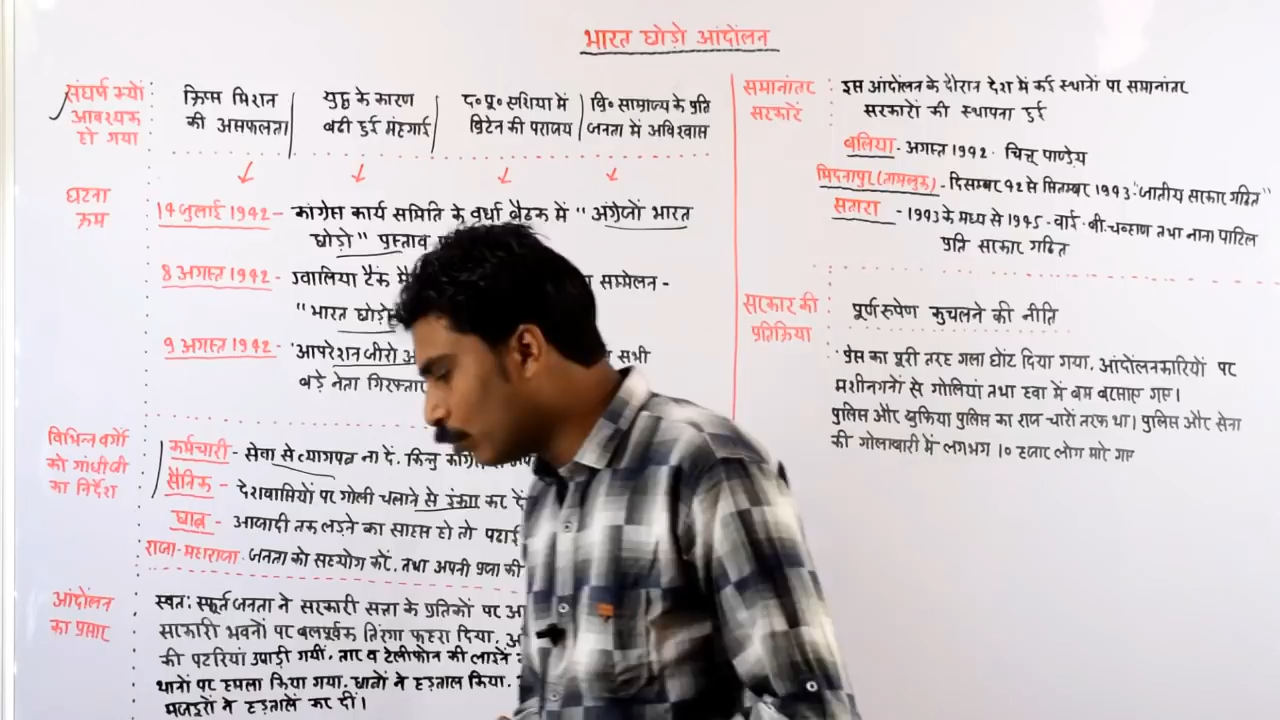 भारत छोड़ो आंदोलन
संघर्ष क्यों
आवश्यक
हो गया
क्रिप्स मिशन
की असफलता
युद्ध के कारण
बढी हुई मंहगाई
द॰ पू॰ एशिया में
ब्रिटेन की पराजय
ब्रि॰ साम्राज्य के प्रति
जनता में अविश्वास
घटना
क्रम
14 जुलाई 1942 - कांग्रेस कार्य समिति के वर्धा बैठक में "अंग्रेजों भारत
छोड़ो" प्रस्ताव
8 अगस्त 1942 - ग्वालिया टैंक सम्मेलन -
"भारत छोड़ो
9 अगस्त 1942 - 'आपरेशन जीरो सभी
बड़े नेता गिरफ्तार
विभिन्न वर्गो
को गांधीजी
का निर्देश
कर्मचारी - सेवा से त्यागपत्र ना दें, किन्तु
सैनिक - देशवासियों पर गोली चलाने से इंकार कर दें
छात्र - आजादी तक लड़ने का साहस हो तो पढाई
राजा-महाराजा - जनता को सहयोग करें, तथा अपनी प्रजा की
आंदोलन
का प्रसार
स्वतः स्फूर्त जनता ने सरकारी सत्ता के प्रतिकों पर
सरकारी भवनों पर बलपूर्वक तिरंगा फहरा दिया,
की पटरियां उखाड़ी गयीं, तार व टेलीफोन की लाइनें
थानों पर हमला किया गया, छात्रों ने हड़ताल किया,
मजदूरों ने हड़तालें कर दीं।
समानांतर
सरकारें
इस आंदोलन के दौरान देश में कई स्थानों पर समानांतर
सरकारों की स्थापना हुई
बलिया - अगस्त 1942 - चित्तू पाण्डेय
मिदनापुर (तामलुक) - दिसम्बर 42 से सितम्बर 1943 "जातीय सरकार गठित"
सतारा - 1943 के मध्य से 1945 - वाई॰ बी॰ चव्हाण तथा नाना पाटिल
प्रति सरकार गठित
सरकार की
प्रतिक्रिया
पूर्णरुपेण कुचलने की नीति
प्रेस का पूरी तरह गला घोंट दिया गया, आंदोलनकारियों पर
मशीनगनों से गोलियां तथा हवा में बम बरसाए गए।
पुलिस और खुफिया पुलिस का राज चारों तरफ था। पुलिस और सेना
की गोलाबारी में लगभग 10 हजार लोग मारे गए